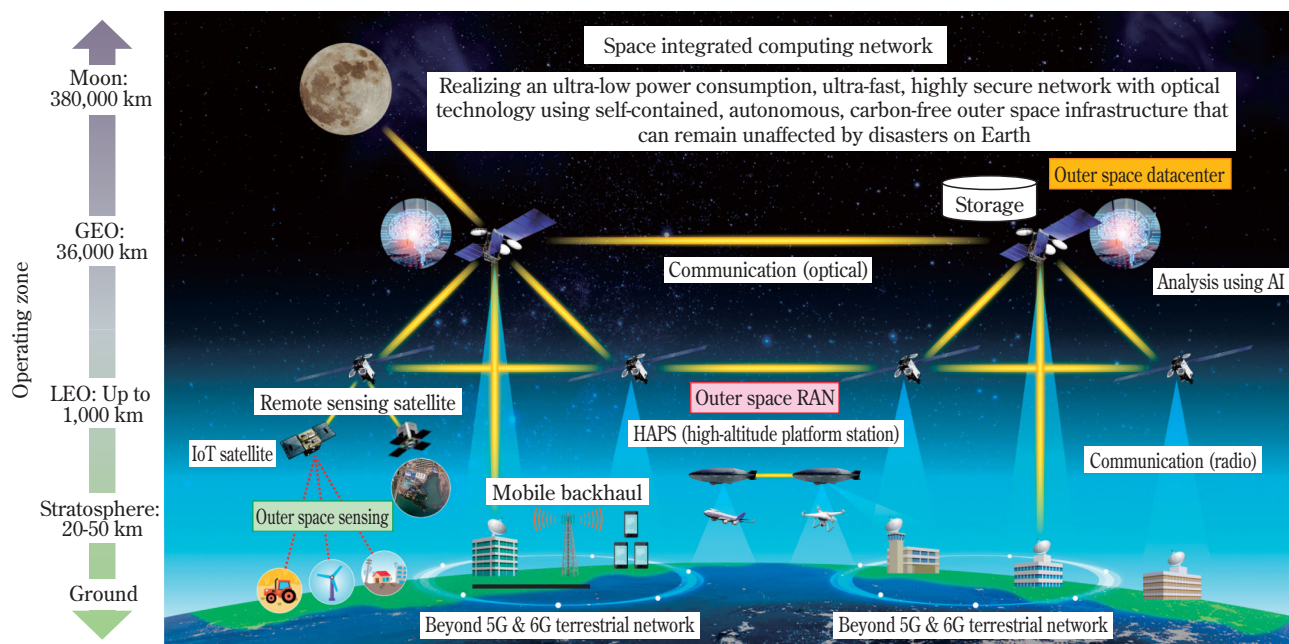 Operating zone
Moon:
380,000 km
GEO:
36,000 km
LEO: Up to
1,000 km
Stratosphere:
20-50 km
Ground
Space integrated computing network
Realizing an ultra-low power consumption, ultra-fast, highly secure network with optical
technology using self-contained, autonomous, carbon-free outer space infrastructure that
can remain unaffected by disasters on Earth
Outer space datacenter
Storage
Communication (optical)
Analysis using AI
Remote sensing satellite
Outer space RAN
IoT satellite
HAPS (high-altitude platform station)
Communication (radio)
Mobile backhaul
Outer space sensing
Beyond 5G & 6G terrestrial network
Beyond 5G & 6G terrestrial network